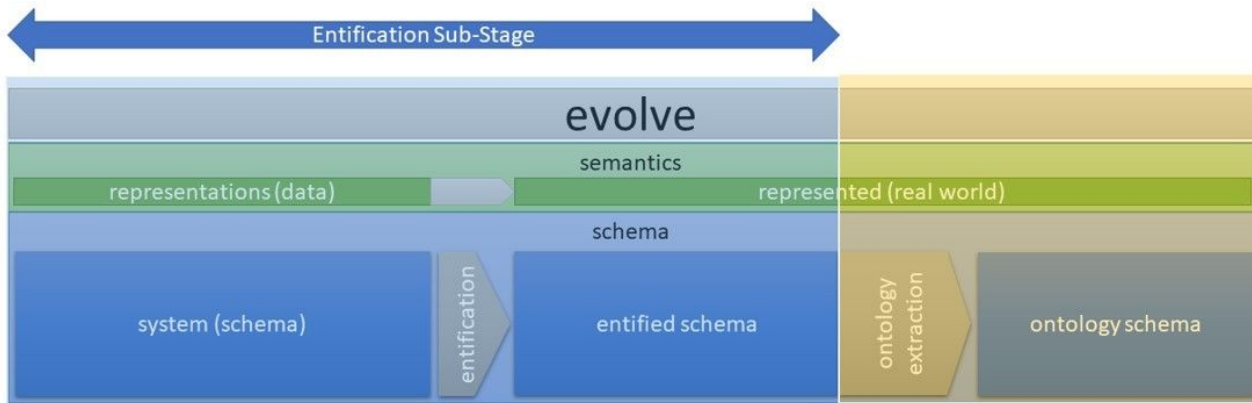 Entification Sub-Stage
evolve
semantics
representations (data)
represented (real world)
schema
system (schema)
entification
entified schema
ontology
extraction
ontology schema